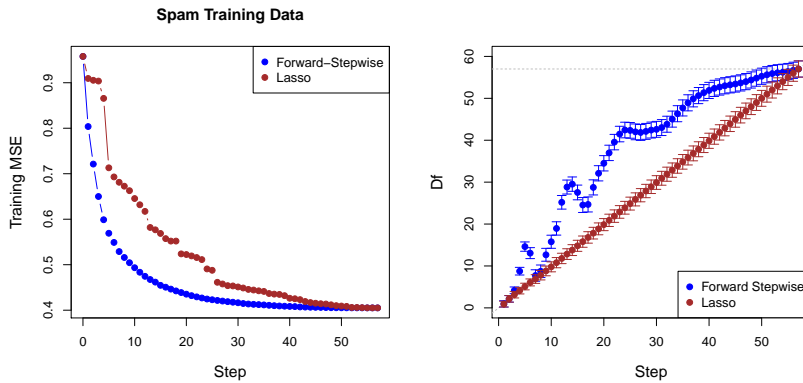 Spam Training Data
Training MSE
0.4 0.5 0.6 0.7 0.8 0.9
Forward−Stepwise
Lasso
0 10 20 30 40 50
Step
Df
0 10 20 30 40 50 60
Forward Stepwise
Lasso
0 10 20 30 40 50
Step